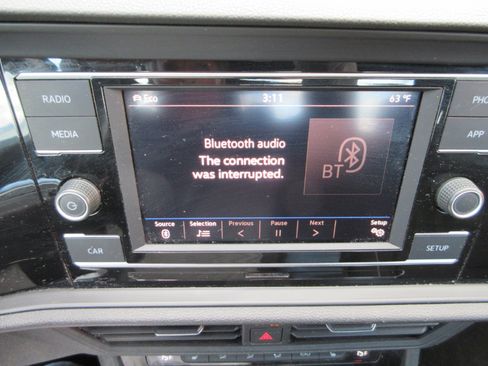 RADIO
MEDIA
CAR
Eco
3:11
63 °F
Bluetooth audio
The connection
was interrupted.
BT
Source
Selection
Previous
Pause
Next
Setup
PHO
APP
SETUP